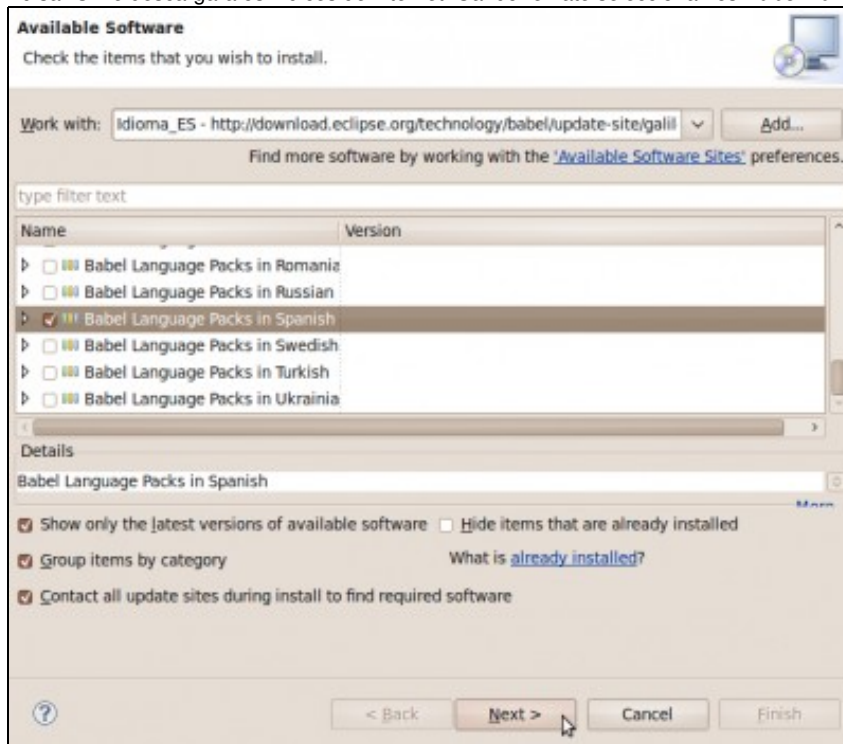 Available Software
Check the items that you wish to install.
Work with: Idioma_ES - http://download.eclipse.org/technology/babel/update-site/galil Add...
Find more software by working with the 'Available Software Sites' preferences.
type filter text
Name Version
Babel Language Packs in Romania
Babel Language Packs in Russian
Babel Language Packs in Spanish
Babel Language Packs in Swedish
Babel Language Packs in Turkish
Babel Language Packs in Ukrainia
Details
Babel Language Packs in Spanish
More
Show only the latest versions of available software Hide items that are already installed
Group items by category What is already installed?
Contact all update sites during install to find required software
? < Back Next > Cancel Finish